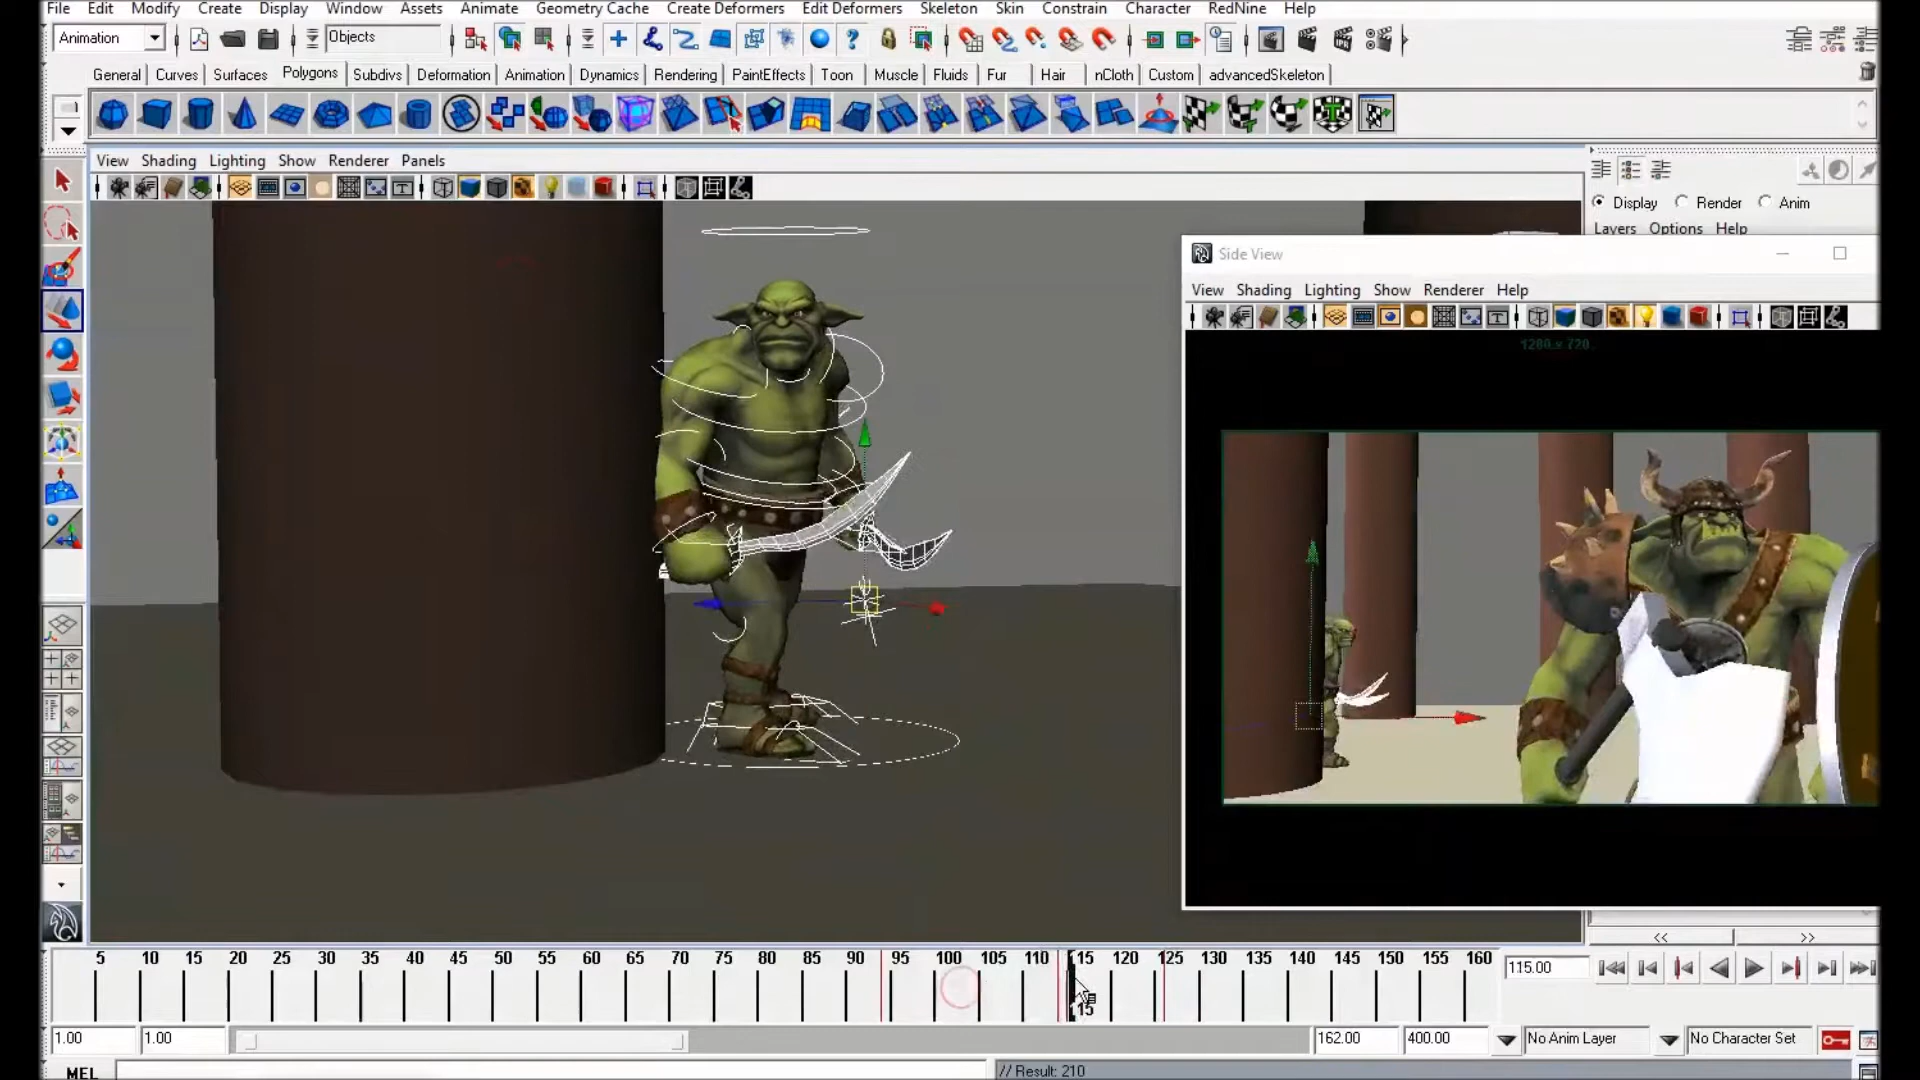 File Edit Modify Create Display Window Assets Animate Geometry Cache Create Deformers Edit Deformers Skeleton Skin Constrain Character RedNine Help
Animation Objects
General Curves Surfaces Polygons Subdivs Deformation Animation Dynamics Rendering PaintEffects Toon Muscle Fluids Fur Hair nCloth Custom advancedSkeleton
View Shading Lighting Show Renderer Panels
Display Render Anim
Layers Options Help
Side View
View Shading Lighting Show Renderer Help
1280 x 720
5 10 15 20 25 30 35 40 45 50 55 60 65 70 75 80 85 90 95 100 105 110 115 120 125 130 135 140 145 150 155 160
115.00
1.00 1.00 162.00 400.00 No Anim Layer No Character Set
MEL // Result: 210